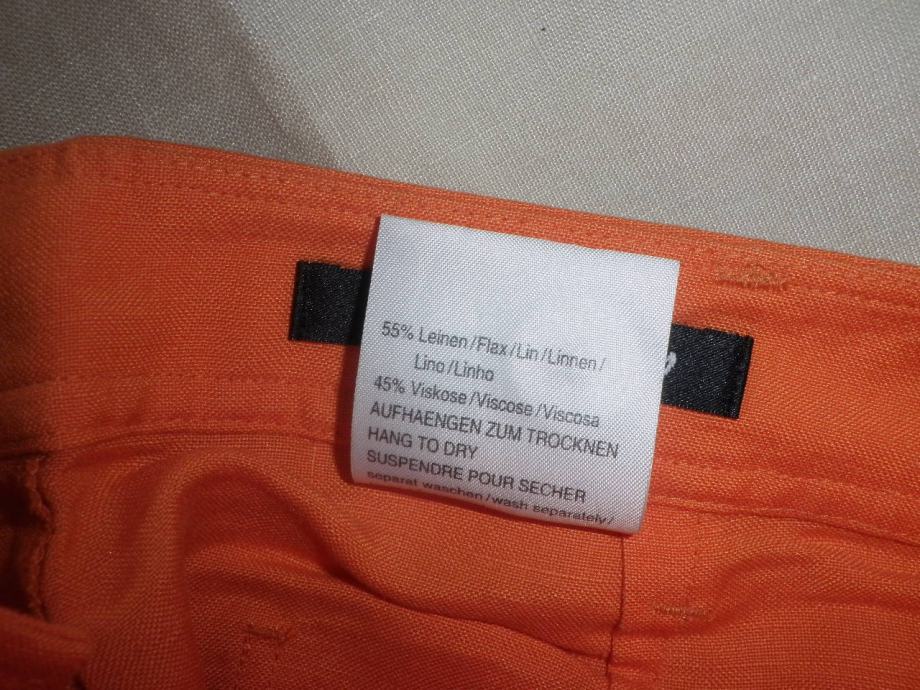 55% Leinen/Flax/Lin/Linnen/
Lino/Linho
45% Viskose/Viscose/Viscosa
AUFHAENGEN ZUM TROCKNEN
HANG TO DRY
SUSPENDRE POUR SECHER
separat waschen/wash separately/